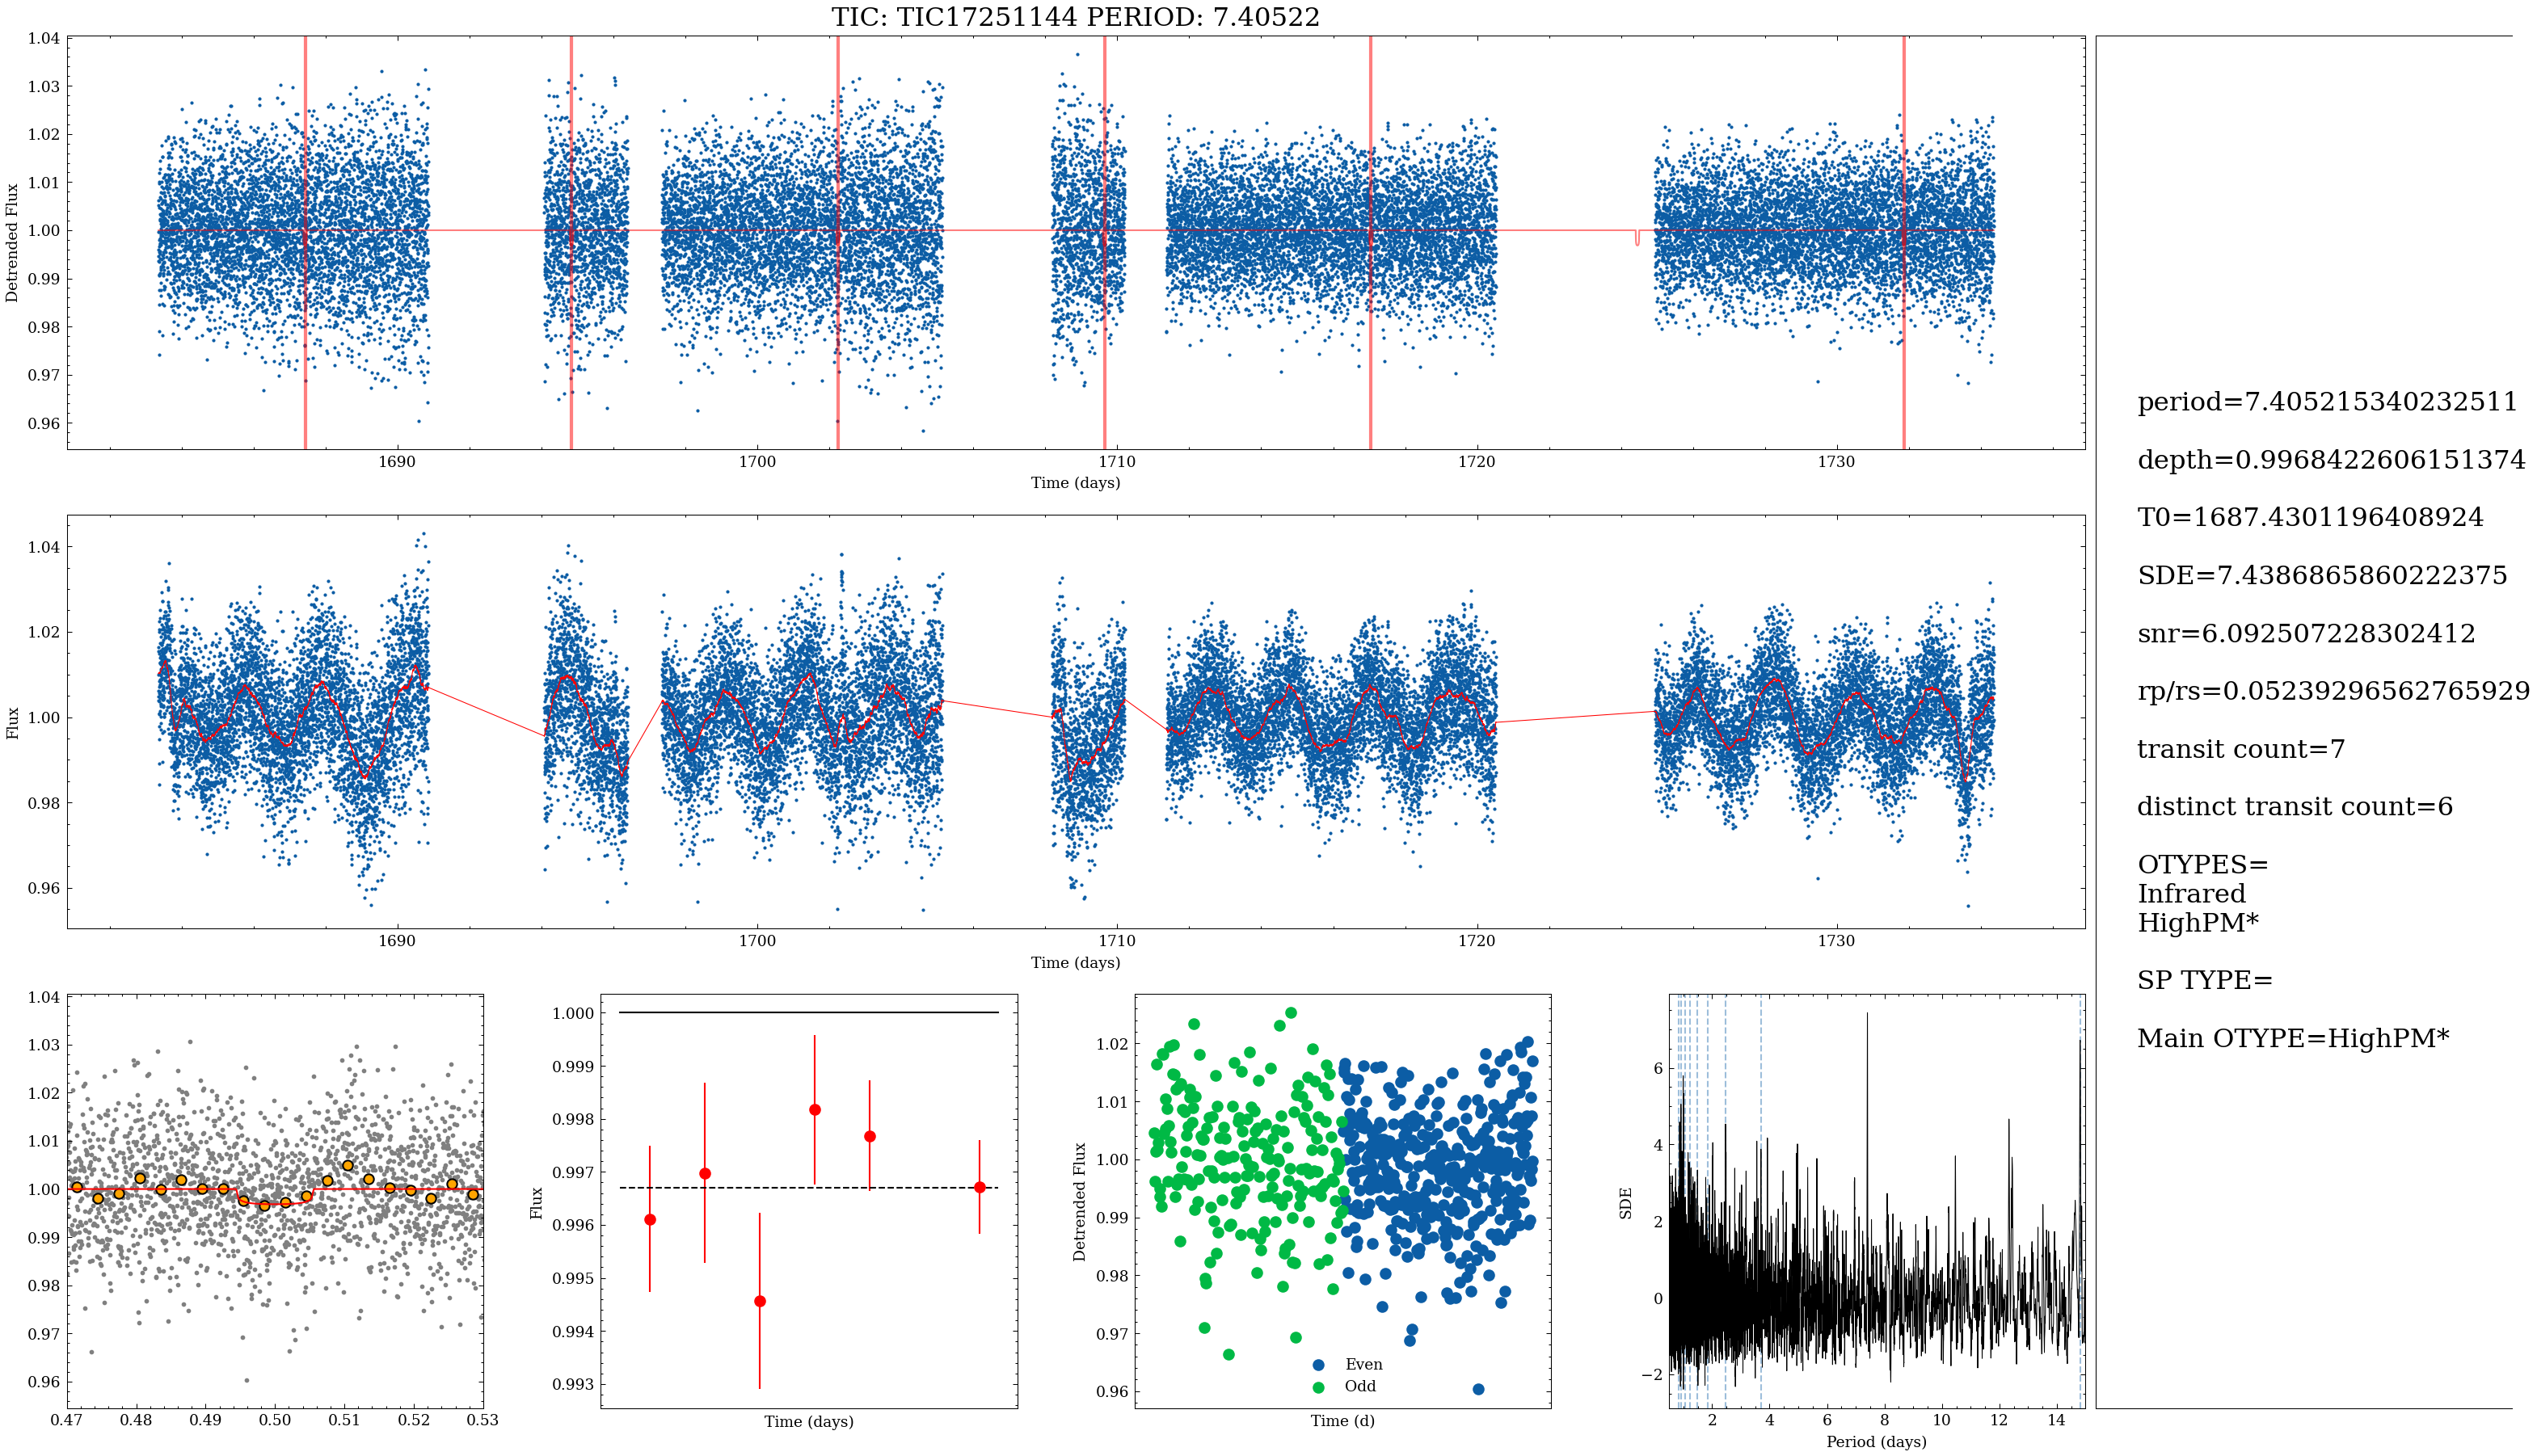 TIC: TIC17251144 PERIOD: 7.40522
1.04
1.03
1.02
1.01
1.00
0.99
0.98
0.97
0.96
Detrended Flux
1690
1700
1710
1720
1730
Time (days)
1.04
1.02
1.00
0.98
0.96
Flux
1690
1700
1710
1720
1730
Time (days)
period=7.405215340232511
depth=0.9968422606151374
T0=1687.4301196408924
SDE=7.4386865860222375
snr=6.092507228302412
rp/rs=0.05239296562765929
transit count=7
distinct transit count=6
OTYPES=
Infrared
HighPM*
SP TYPE=
Main OTYPE=HighPM*
1.04
1.03
1.02
1.01
1.00
0.99
0.98
0.97
0.96
0.47
0.48
0.49
0.50
0.51
0.52
0.53
1.000
0.999
0.998
0.997
0.996
0.995
0.994
0.993
Flux
Time (days)
1.02
1.01
1.00
0.99
0.98
0.97
0.96
Detrended Flux
Even
Odd
Time (d)
6
4
2
0
−2
SDE
2
4
6
8
10
12
14
Period (days)